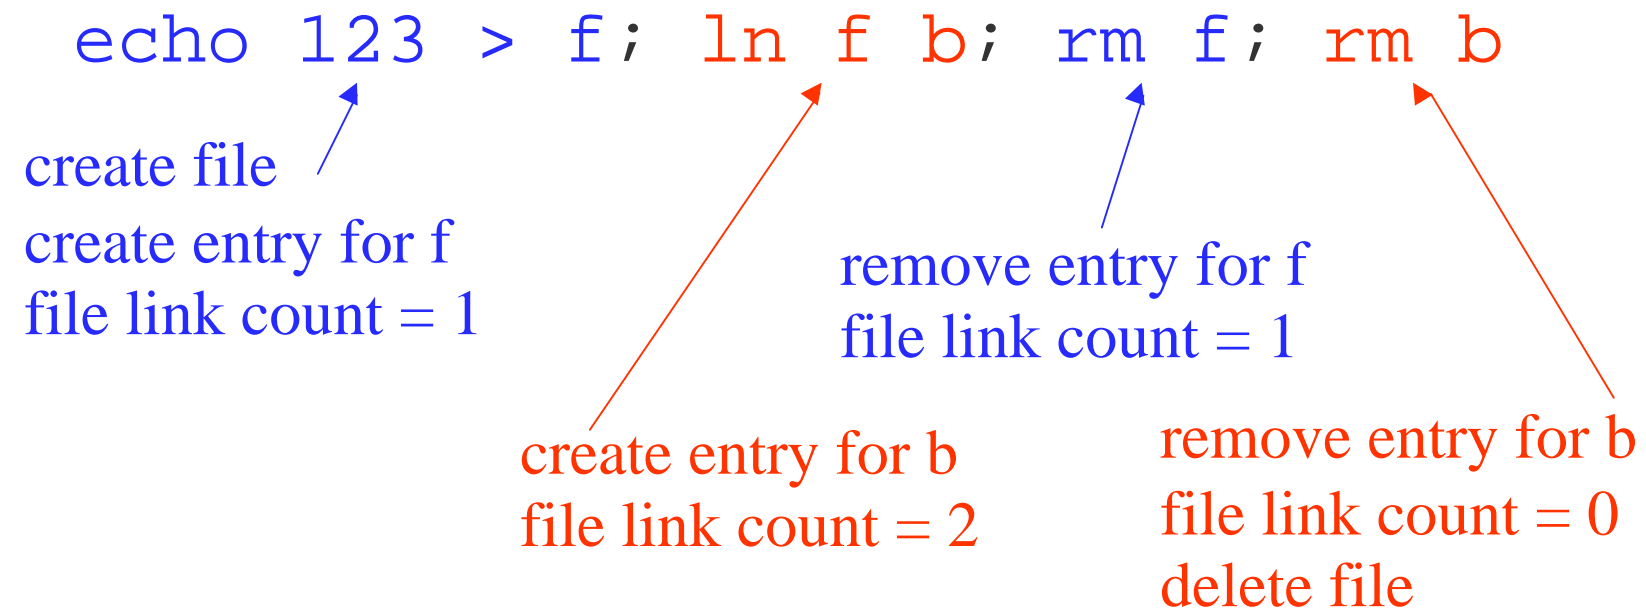 echo 123 > f; ln f b; rm f; rm b
create file
create entry for f
file link count = 1
create entry for b
file link count = 2
remove entry for f
file link count = 1
remove entry for b
file link count = 0
delete file